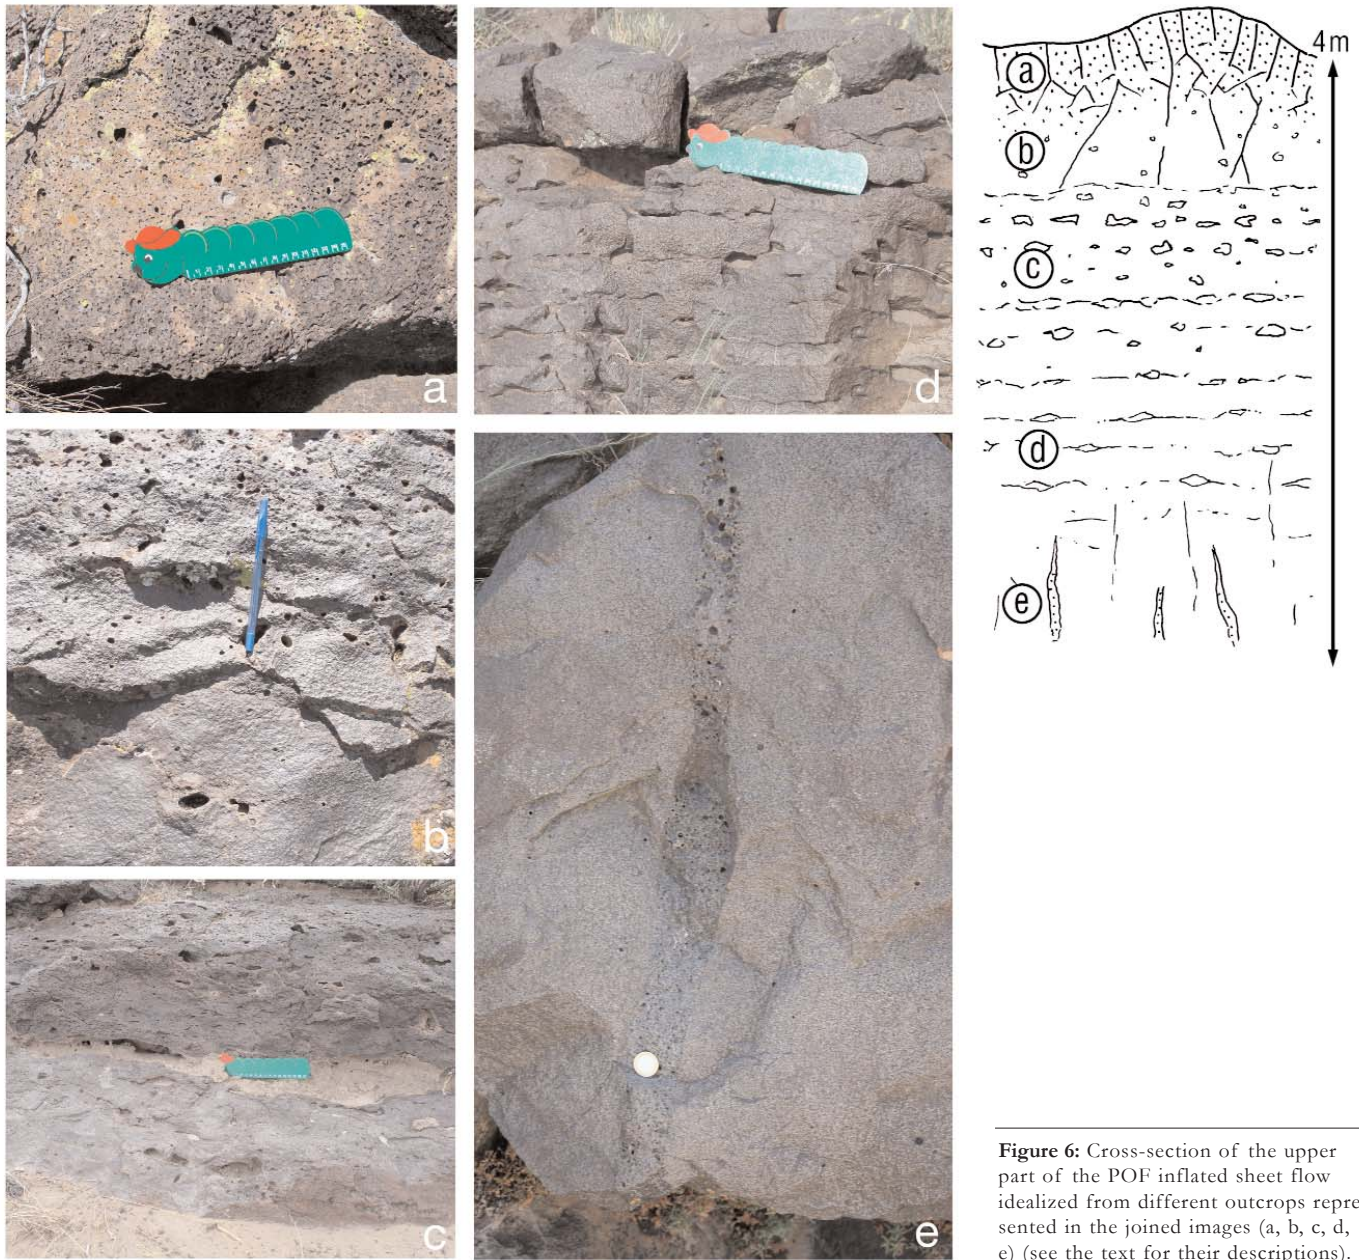 a
b
c
d
e
4m
a
b
c
d
e
Figure 6: Cross-section of the upper
part of the POF inflated sheet flow
idealized from different outcrops repre
sented in the joined images (a, b, c, d,
e) (see the text for their descriptions).